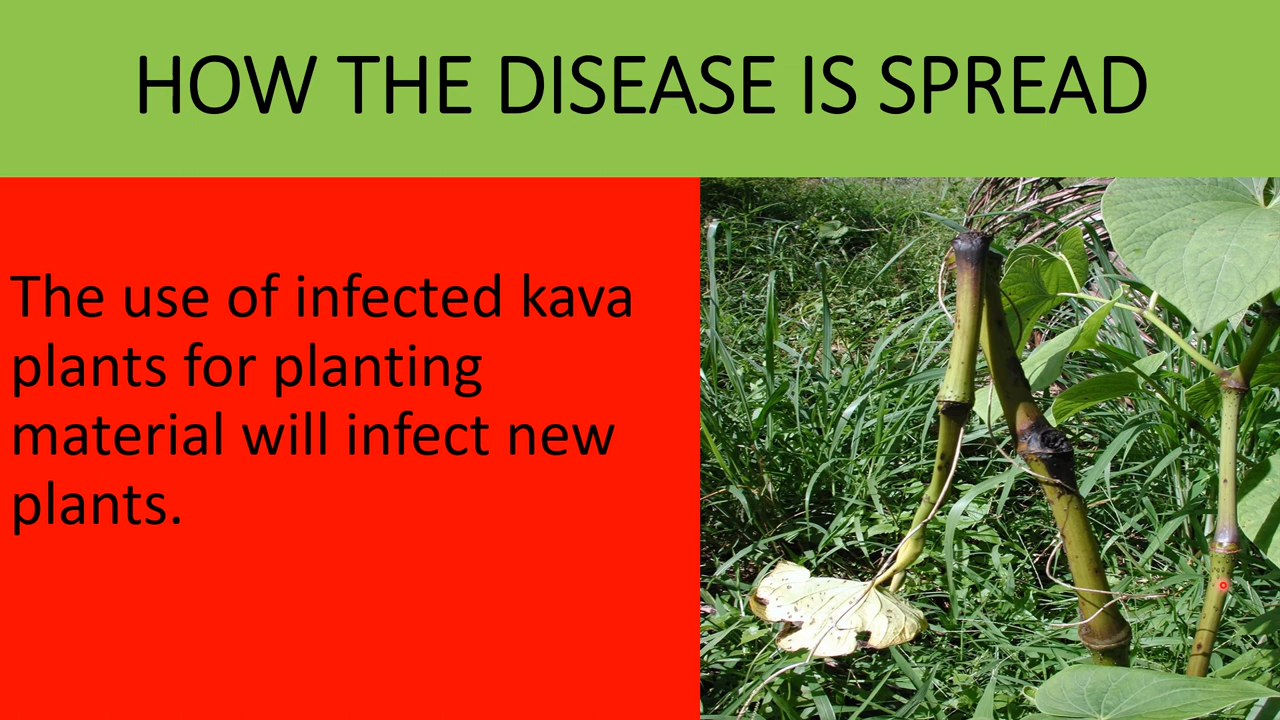 HOW THE DISEASE IS SPREAD
The use of infected kava
plants for planting
material will infect new
plants.